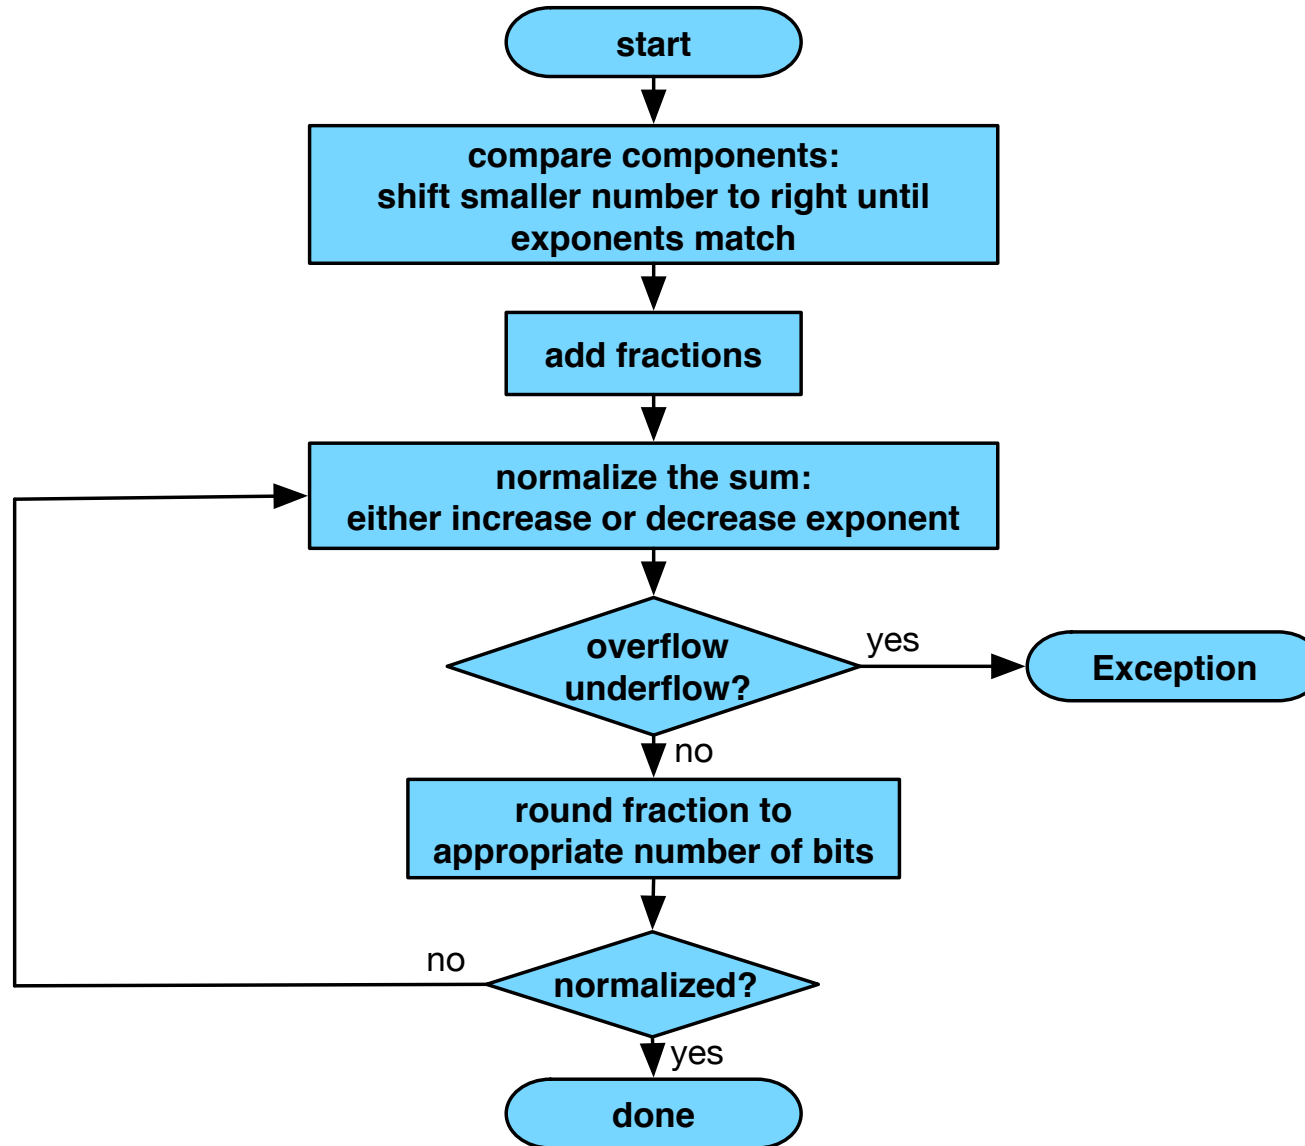 start
compare components:
shift smaller number to right until
exponents match
add fractions
normalize the sum:
either increase or decrease exponent
overflow
underflow?
yes
Exception
no
round fraction to
appropriate number of bits
no
normalized?
yes
done